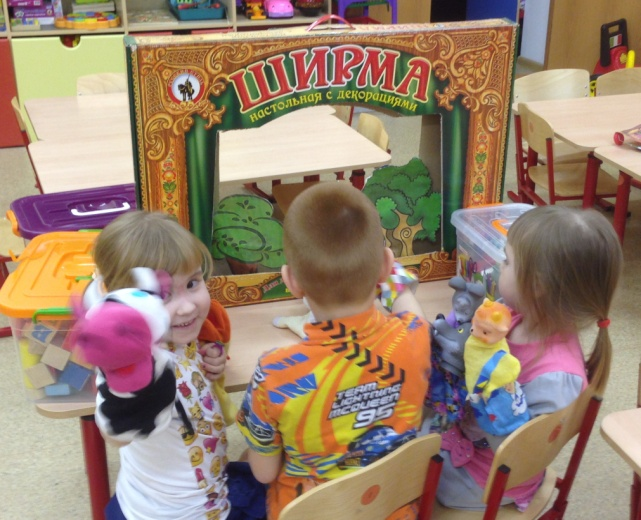 ШИРМА
настольная с декорациями
TEAM
LIGHTNING
MCQUEEN
95